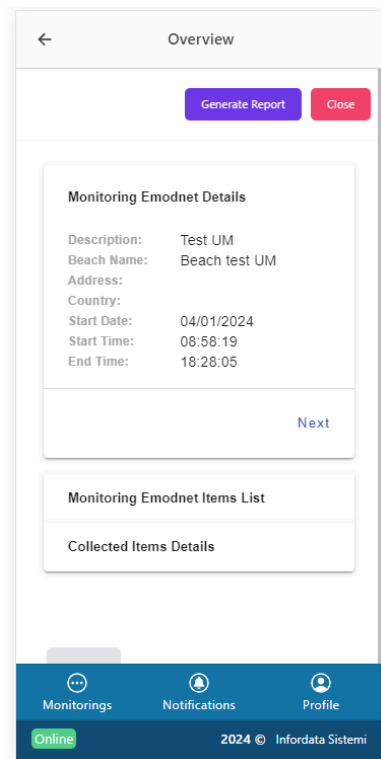 Overview
Generate Report Close
Monitoring Emodnet Details
Description: Test UM
Beach Name: Beach test UM
Address:
Country:
Start Date: 04/01/2024
Start Time: 08:58:19
End Time: 18:28:05
Next
Monitoring Emodnet Items List
Collected Items Details
Monitorings Notifications Profile
Online 2024 © Infordata Sistemi